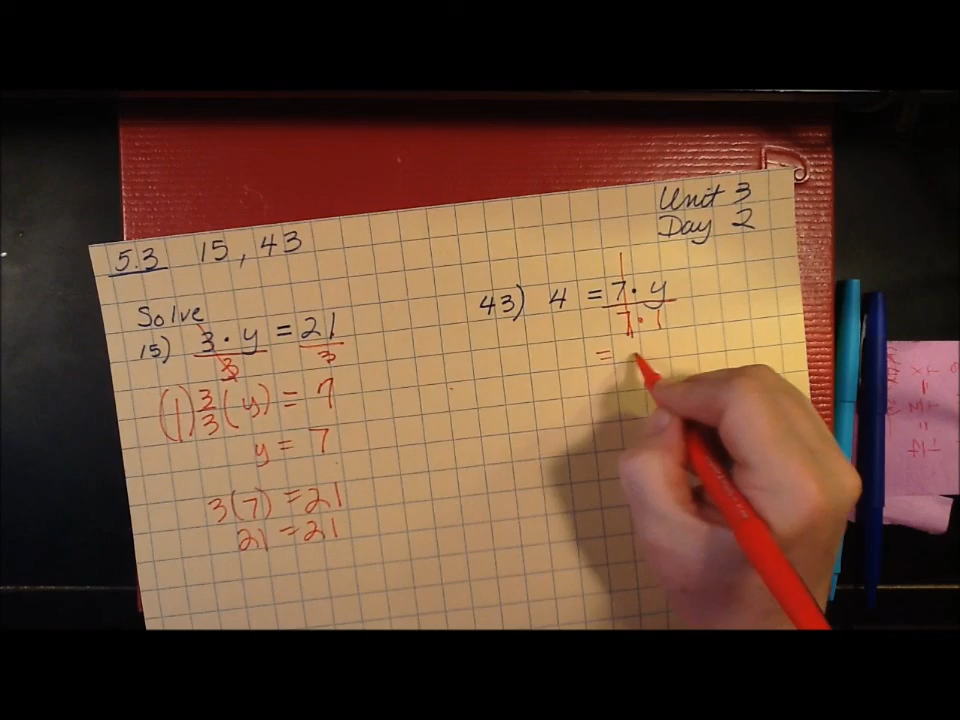 Unit 3
Day 2
5.3 15, 43
Solve
15) 3 · y = 21
3 3
(1) 3/3 (y) = 7
y = 7
3(7) = 21
21 = 21
43) 4 = 7 · y
7 · 1
=